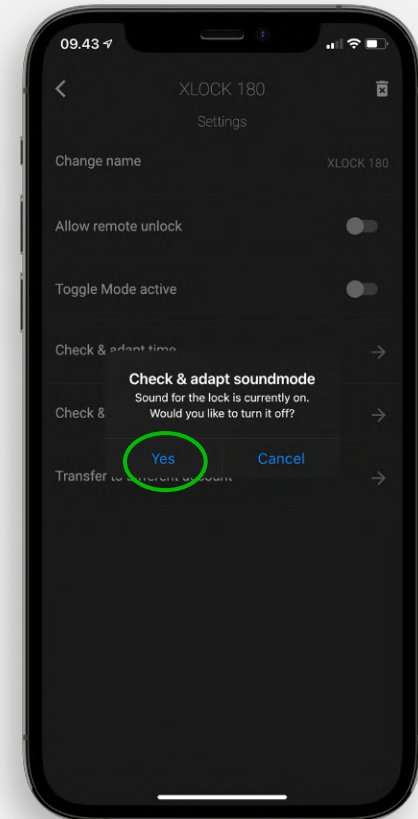 09.43
XLOCK 180
Settings
Change name XLOCK 180
Allow remote unlock
Toggle Mode active
Check & adapt time
Check & adapt soundmode
Sound for the lock is currently on.
Would you like to turn it off?
Check &
Yes Cancel
Transfer to different account